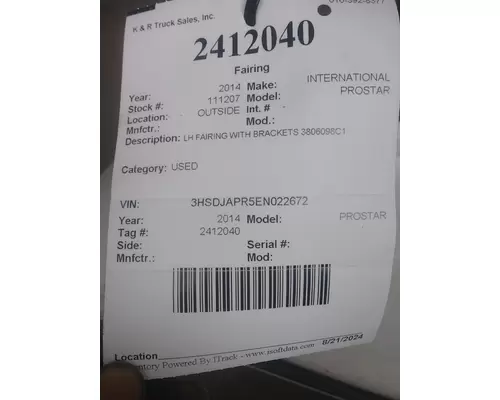 K & R Truck Sales, Inc.
2412040
Fairing
Year: 2014 Make: INTERNATIONAL
Stock #: 111207 Model: PROSTAR
Location: OUTSIDE Int. #
Mnfctr.: Mod.:
Description: LH FAIRING WITH BRACKETS 3806098C1
Category: USED
VIN: 3HSDJAPR5EN022672
Year: 2014 Model: PROSTAR
Tag #: 2412040
Side: Serial #:
Mnfctr.: Mod:
Location
ventory Powered By ITrack - www.isoftdata.com 8/21/2024